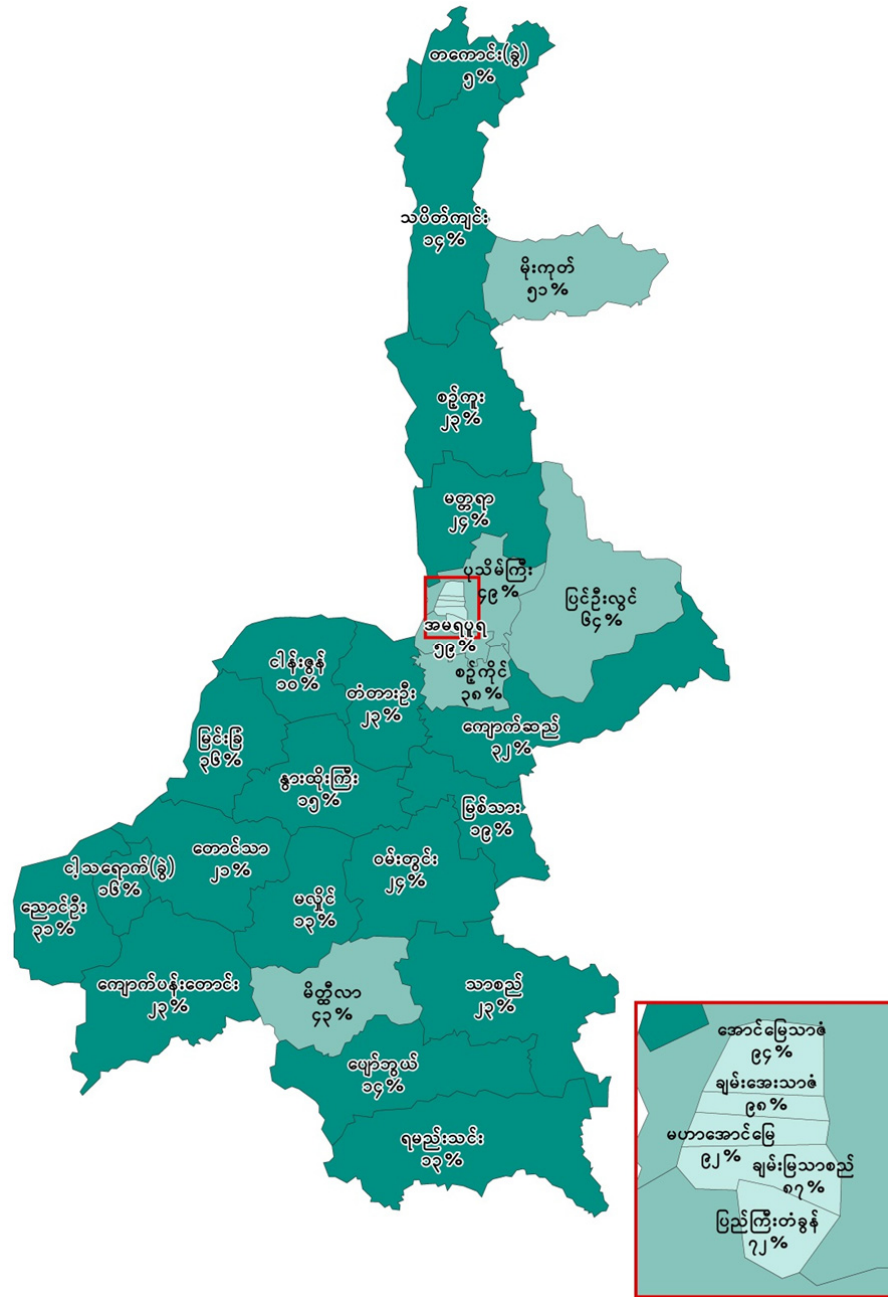 တကောင်း(ခွဲ)
၅%
သပိတ်ကျင်း
၁၄%
မိုးကုတ်
၅၁%
စဉ့်ကူး
၂၃%
မတ္တရာ
၂၄%
ပုသိမ်ကြီး
၄၉%
ပြင်ဦးလွင်
၆၄%
အမရပူရ
၅၉%
စဉ့်ကိုင်
၃၈%
ငါန်းဇွန်
၁၀%
တံတားဦး
၂၃%
ကျောက်ဆည်
၃၂%
မြင်းခြံ
၃၆%
နွားထိုးကြီး
၁၅%
မြစ်သား
၁၉%
တောင်သာ
၂၁%
ဝမ်းတွင်း
၂၄%
ငါ့သရောက်(ခွဲ)
၁၆%
မလှိုင်
၁၃%
ညောင်ဦး
၃၁%
ကျောက်ပန်းတောင်း
၂၃%
မိတ္ထီလာ
၄၃%
သာစည်
၂၃%
ပျော်ဘွယ်
၁၄%
ရမည်းသင်း
၁၃%
အောင်မြေသာဇံ
၉၄%
ချမ်းအေးသာဇံ
၉၈%
မဟာအောင်မြေ
၉၂%
ချမ်းမြသာစည်
၈၇%
ပြည်ကြီးတံခွန်
၇၂%